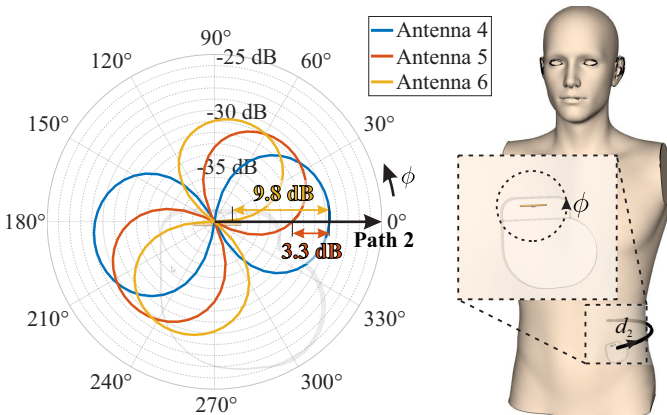 90°
-25 dB
120°
60°
-30 dB
150°
30°
-35 dB
ϕ
9.8 dB
180°
0°
Path 2
3.3 dB
210°
330°
240°
300°
270°
Antenna 4
Antenna 5
Antenna 6
ϕ
d₂